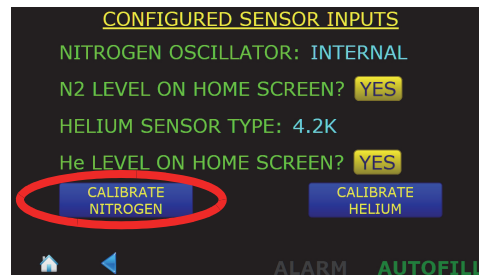 CONFIGURED SENSOR INPUTS
NITROGEN OSCILLATOR: INTERNAL
N2 LEVEL ON HOME SCREEN? YES
HELIUM SENSOR TYPE: 4.2K
He LEVEL ON HOME SCREEN? YES
CALIBRATE
NITROGEN
CALIBRATE
HELIUM
ALARM AUTOFILL